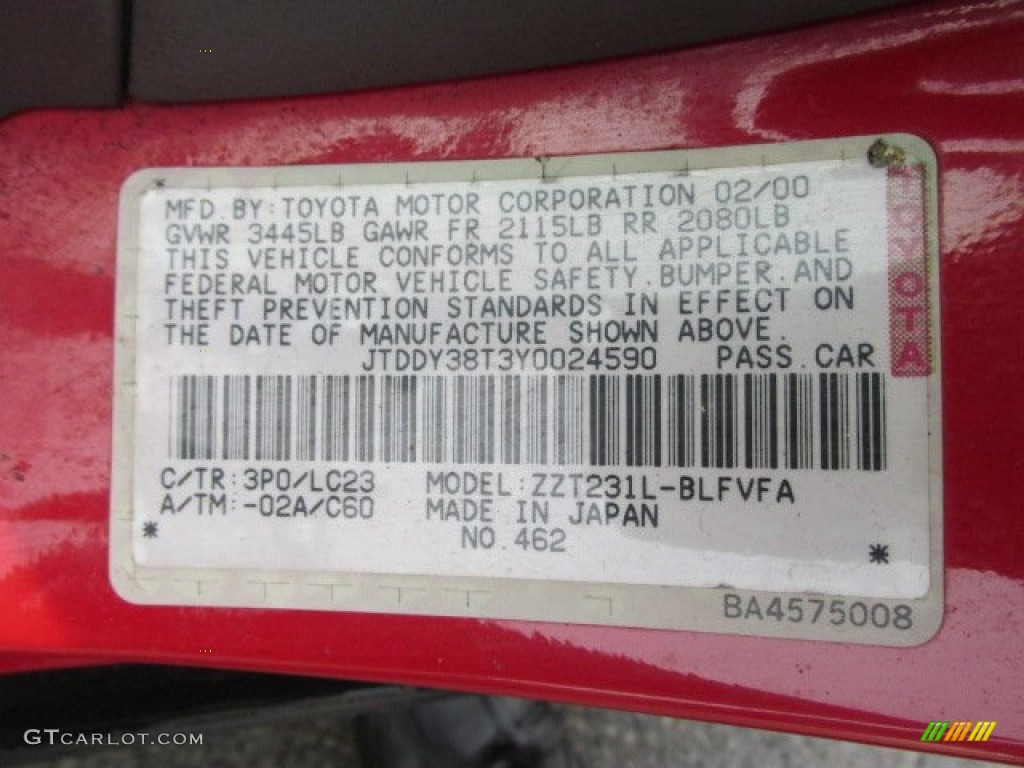 MFD. BY: TOYOTA MOTOR CORPORATION 02/00
GVWR 3445LB GAWR FR 2115LB RR 2080LB
THIS VEHICLE CONFORMS TO ALL APPLICABLE
FEDERAL MOTOR VEHICLE SAFETY, BUMPER, AND
THEFT PREVENTION STANDARDS IN EFFECT ON
THE DATE OF MANUFACTURE SHOWN ABOVE.
JTDDY38T3Y0024590 PASS. CAR
TOYOTA
C/TR: 3P0/LC23 MODEL: ZZT231L-BLFVFA
A/TM: -02A/C60 MADE IN JAPAN
NO. 462
* *
BA4575008
GTCARLOT.COM